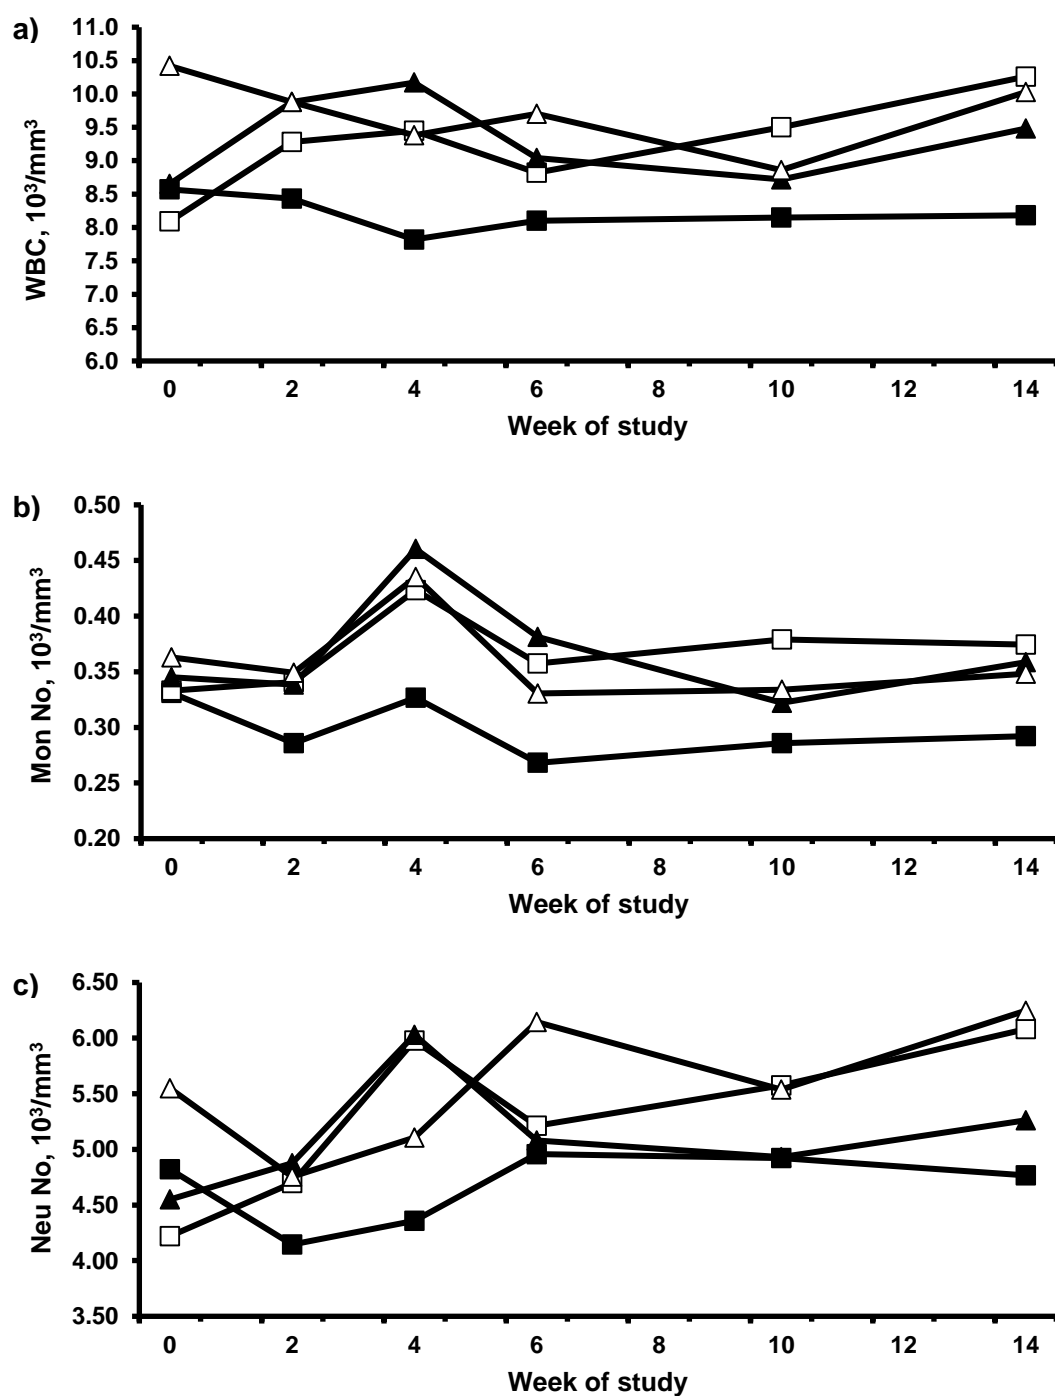 a)
WBC, 10³/mm³
11.0
10.5
10.0
9.5
9.0
8.5
8.0
7.5
7.0
6.5
6.0
0 2 4 6 8 10 12 14
Week of study
b)
Mon No, 10³/mm³
0.50
0.45
0.40
0.35
0.30
0.25
0.20
0 2 4 6 8 10 12 14
Week of study
c)
Neu No, 10³/mm³
6.50
6.00
5.50
5.00
4.50
4.00
3.50
0 2 4 6 8 10 12 14
Week of study